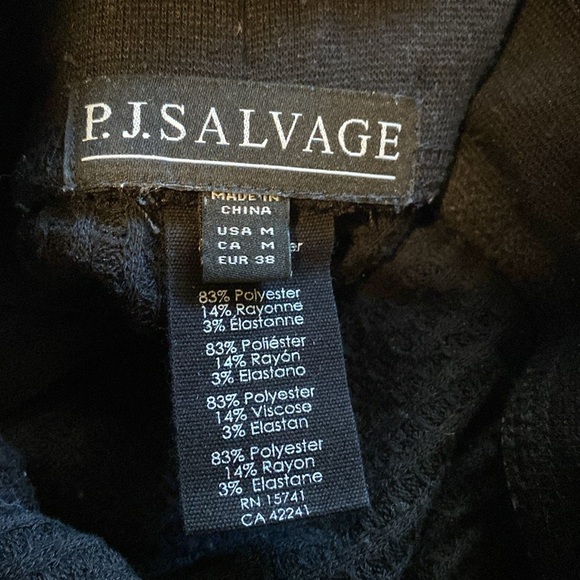 P.J.SALVAGE
MADE IN
CHINA
USA M
CA M
EUR 38
83% Polyester
14% Rayonne
3% Élastanne
83% Poliéster
14% Rayón
3% Elastano
83% Polyester
14% Viscose
3% Elastan
83% Polyester
14% Rayon
3% Elastane
RN 15741
CA 42241